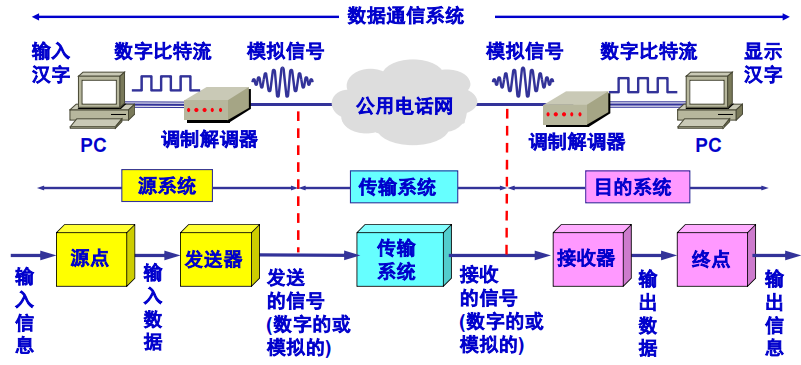 数据通信系统
输入
汉字
数字比特流
模拟信号
模拟信号
数字比特流
显示
汉字
公用电话网
PC
调制解调器
调制解调器
PC
源系统
传输系统
目的系统
源点
发送器
传输
系统
接收器
终点
输入信息
输入数据
发送
的信号
(数字的或
模拟的)
接收
的信号
(数字的或
模拟的)
输出数据
输出信息